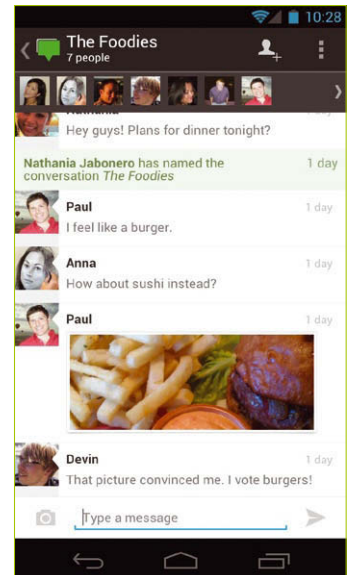 10:28
The Foodies
7 people
Nathania
Hey guys! Plans for dinner tonight?
Nathania Jabonero has named the 1 day
conversation The Foodies
Paul 1 day
I feel like a burger.
Anna 1 day
How about sushi instead?
Paul 1 day
Devin 1 day
That picture convinced me. I vote burgers!
Type a message